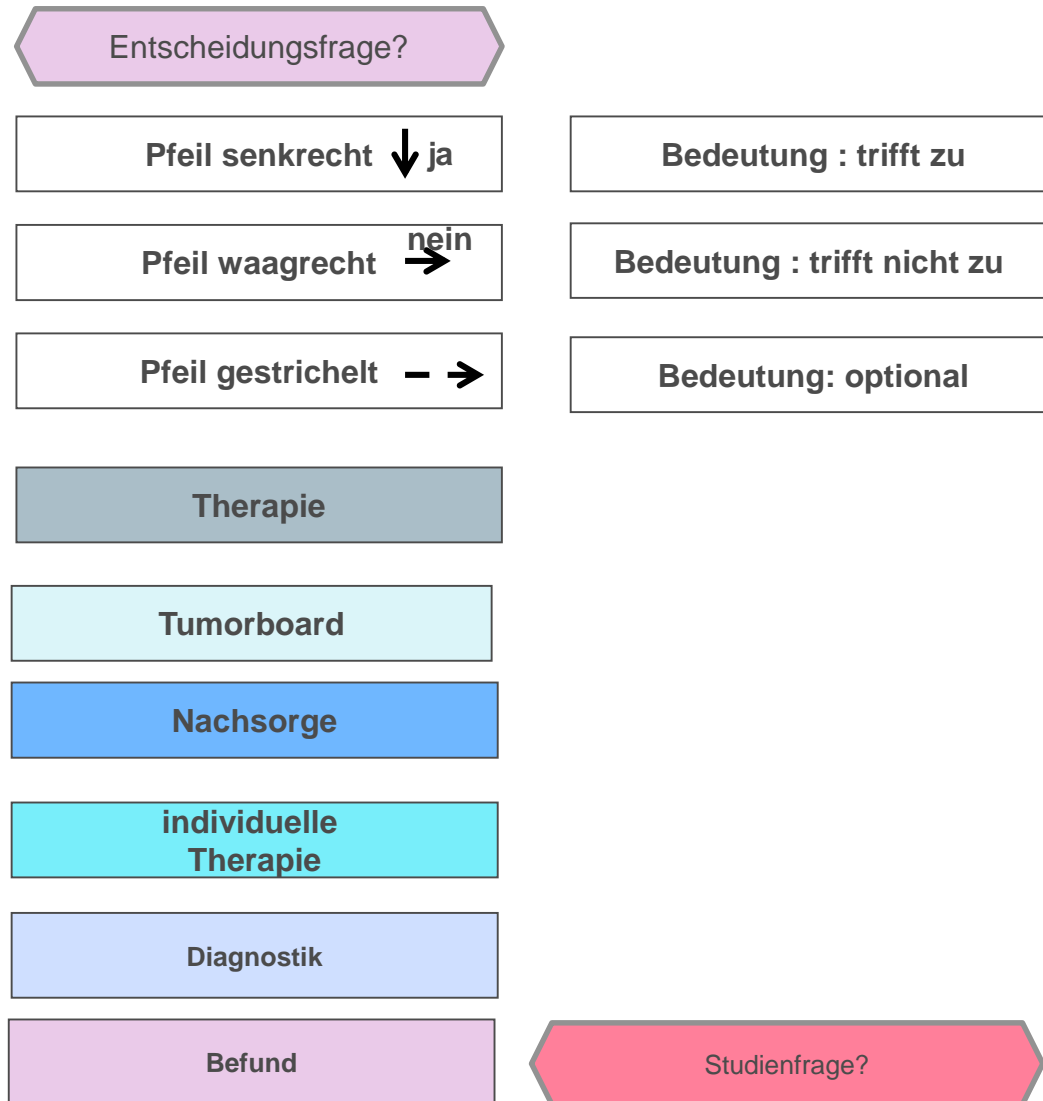 Entscheidungsfrage?
Pfeil senkrecht ja
Bedeutung : trifft zu
nein
Pfeil waagrecht
Bedeutung : trifft nicht zu
Pfeil gestrichelt
Bedeutung: optional
Therapie
Tumorboard
Nachsorge
individuelle
Therapie
Diagnostik
Befund
Studienfrage?